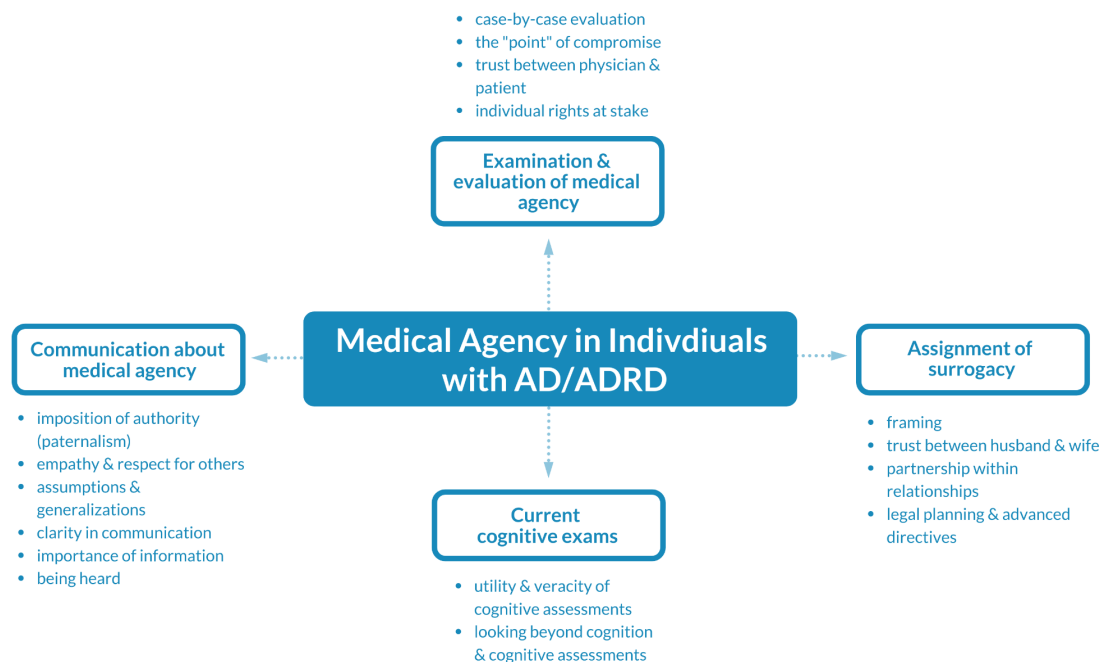 • case-by-case evaluation
• the "point" of compromise
• trust between physician &
patient
• individual rights at stake
Examination &
evaluation of medical
agency
Medical Agency in Indivdiuals
with AD/ADRD
Communication about
medical agency
• imposition of authority
(paternalism)
• empathy & respect for others
• assumptions &
generalizations
• clarity in communication
• importance of information
• being heard
Assignment of
surrogacy
• framing
• trust between husband & wife
• partnership within
relationships
• legal planning & advanced
directives
Current
cognitive exams
• utility & veracity of
cognitive assessments
• looking beyond cognition
& cognitive assessments